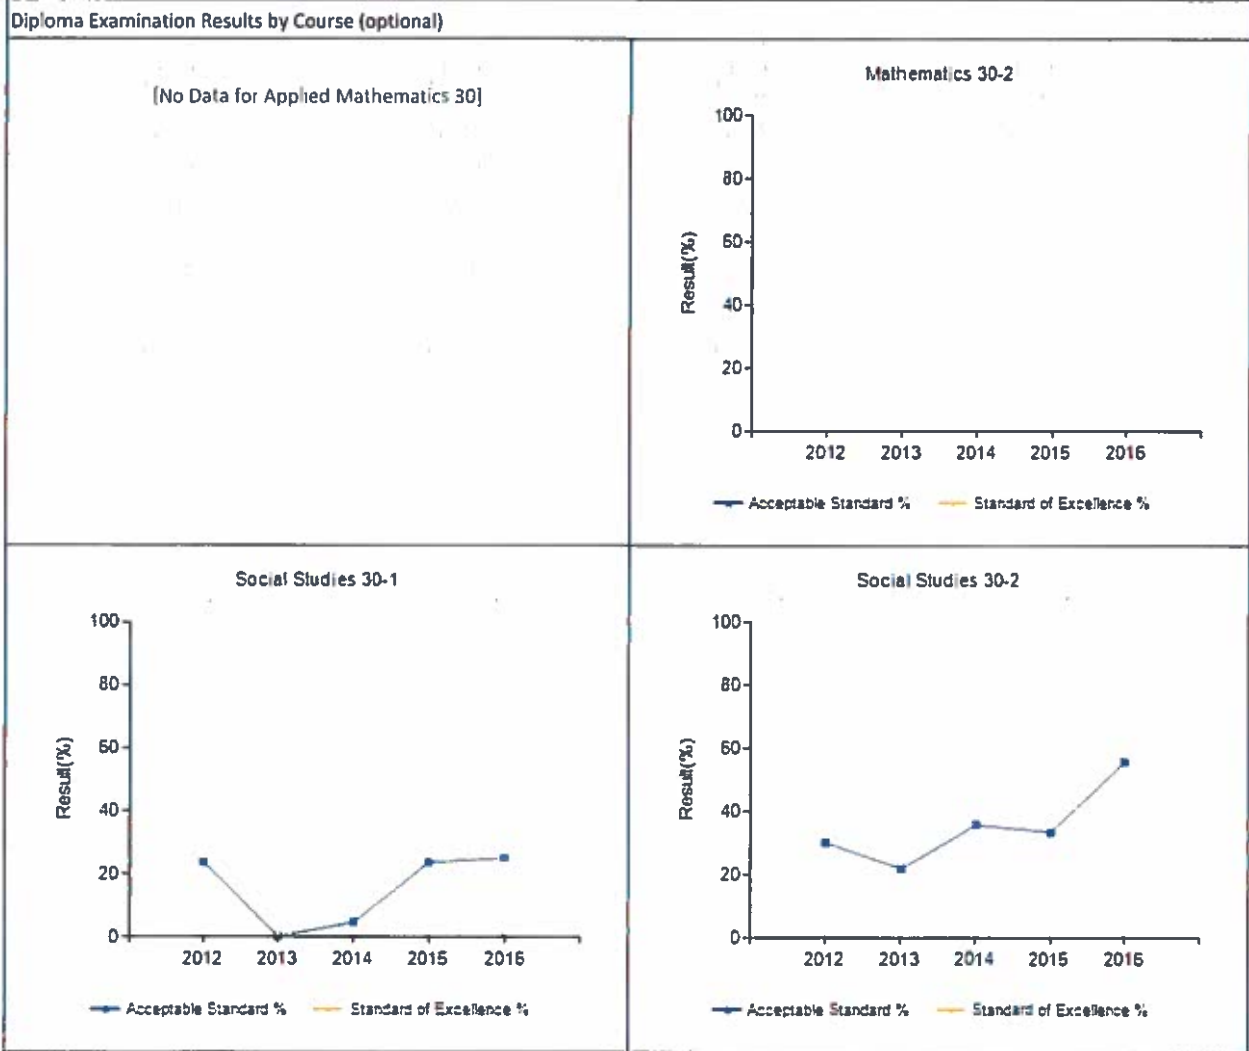 Diploma Examination Results by Course (optional)
[No Data for Applied Mathematics 30]
Mathematics 30-2
100
80
60
40
20
0
Result(%)
2012 2013 2014 2015 2016
Acceptable Standard % Standard of Excellence %
Social Studies 30-1
100
80
60
40
20
0
Result(%)
2012 2013 2014 2015 2016
Acceptable Standard % Standard of Excellence %
Social Studies 30-2
100
80
60
40
20
0
Result(%)
2012 2013 2014 2015 2016
Acceptable Standard % Standard of Excellence %